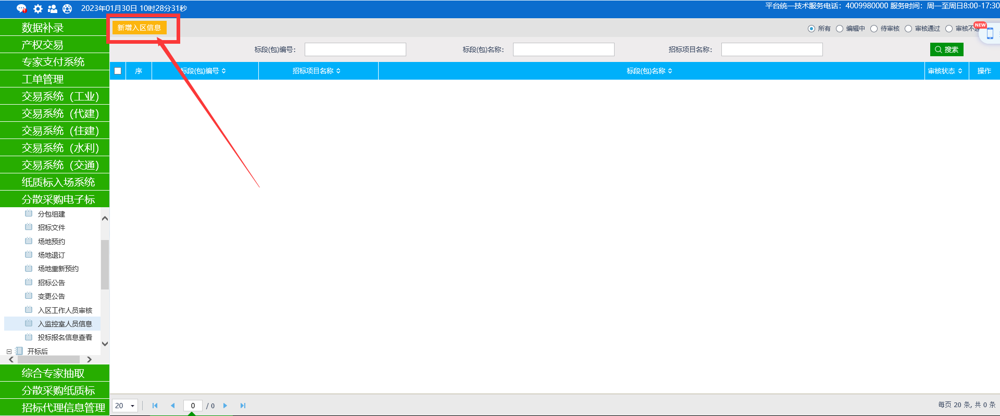 2023年01月30日 10时28分31秒
平台统一技术服务电话：4009980000 服务时间：周一至周日8:00-17:30
数据补录
产权交易
专家支付系统
工单管理
交易系统（工业）
交易系统（代建）
交易系统（住建）
交易系统（水利）
交易系统（交通）
纸质标入场系统
分散采购电子标
分包组建
招标文件
场地预约
场地退订
场地重新预约
招标公告
变更公告
入区工作人员审核
入监控室人员信息
投标报名信息查看
开标后
综合专家抽取
分散采购纸质标
招标代理信息管理
新增入区信息
所有 编辑中 待审核 审核通过 审核不
NEW
标段(包)编号： 标段(包)名称： 招标项目名称： 搜索
序 标段(包)编号 招标项目名称 标段(包)名称 审核状态 操作
20 0 / 0
每页 20 条, 共 0 条